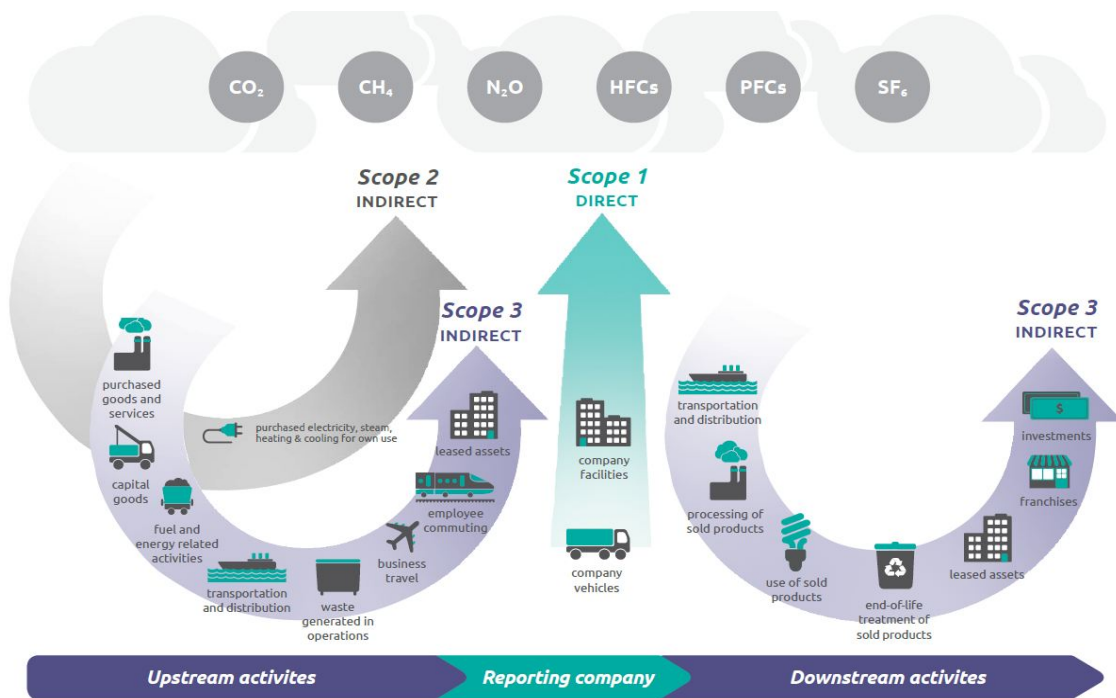 CO₂
CH₄
N₂O
HFCs
PFCs
SF₆
Scope 2
INDIRECT
Scope 1
DIRECT
Scope 3
INDIRECT
Scope 3
INDIRECT
purchased
goods and
services
capital
goods
fuel and
energy related
activities
purchased electricity, steam,
heating & cooling for own use
transportation
and distribution
waste
generated in
operations
business
travel
employee
commuting
leased assets
company
facilities
company
vehicles
transportation
and distribution
processing of
sold products
use of sold
products
end-of-life
treatment of
sold products
leased assets
franchises
$
investments
Upstream activites
Reporting company
Downstream activites